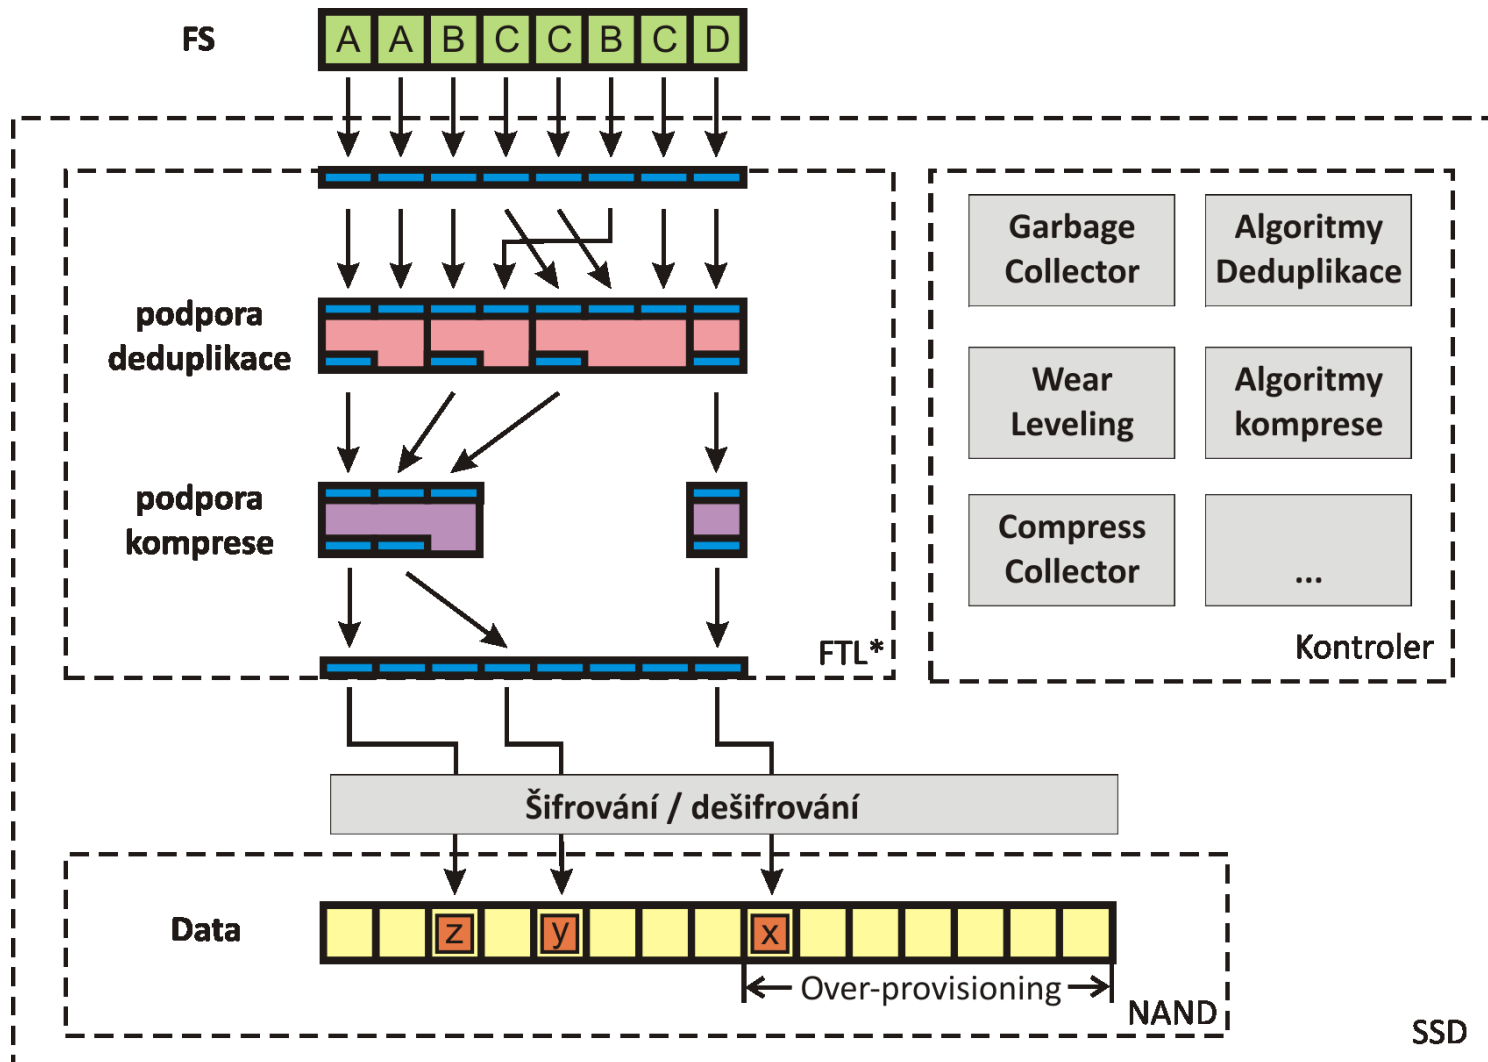 FS
A A B C C B C D
podpora
deduplikace
podpora
komprese
FTL*
Garbage
Collector
Algoritmy
Deduplikace
Wear
Leveling
Algoritmy
komprese
Compress
Collector
...
Kontroler
Šifrování / dešifrování
Data
z y x
Over-provisioning
NAND
SSD